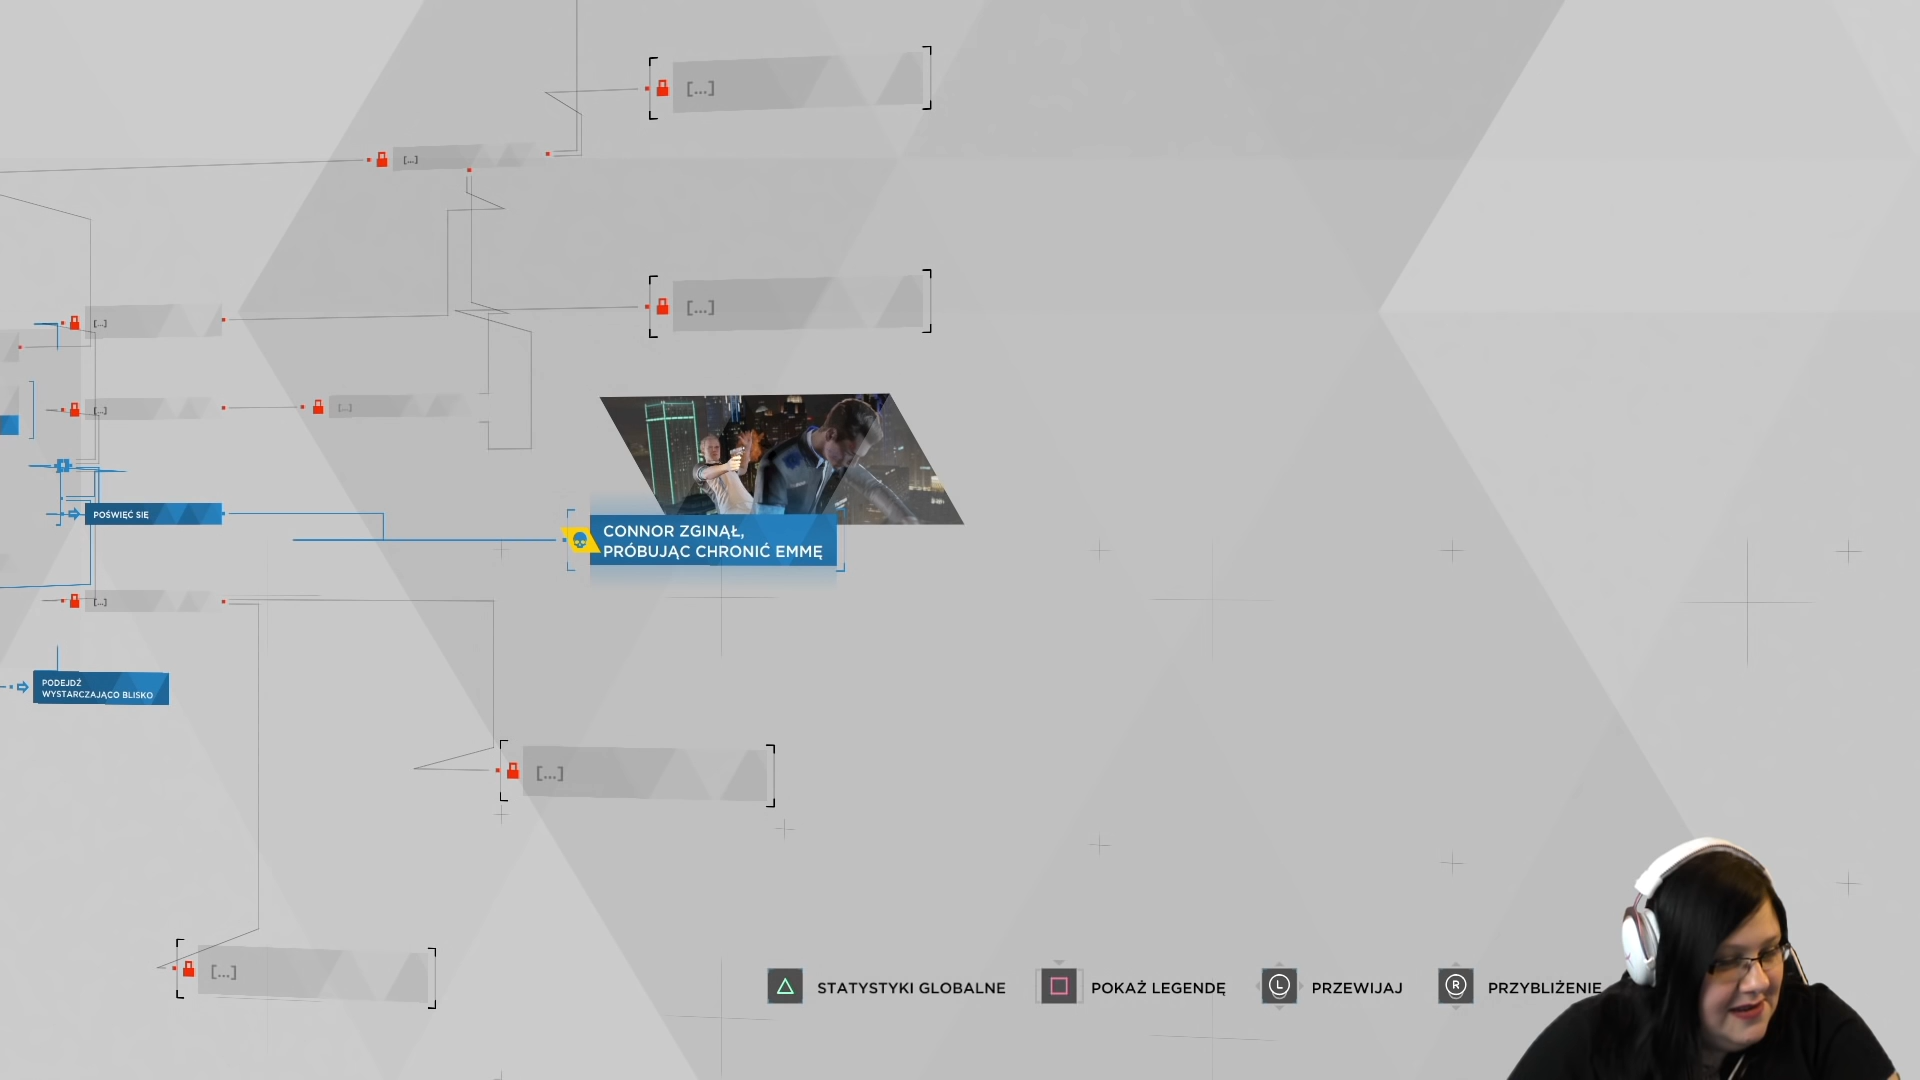 [...]
[...]
[...]
[...]
[...]
[...]
POŚWIĘĆ SIĘ
CONNOR ZGINĄŁ,
PRÓBUJĄC CHRONIĆ EMMĘ
[...]
PODEJDŹ
WYSTARCZAJĄCO BLISKO
[...]
[...]
STATYSTYKI GLOBALNE
POKAŻ LEGENDĘ
L
PRZEWIJAJ
R
PRZYBLIŻENIE